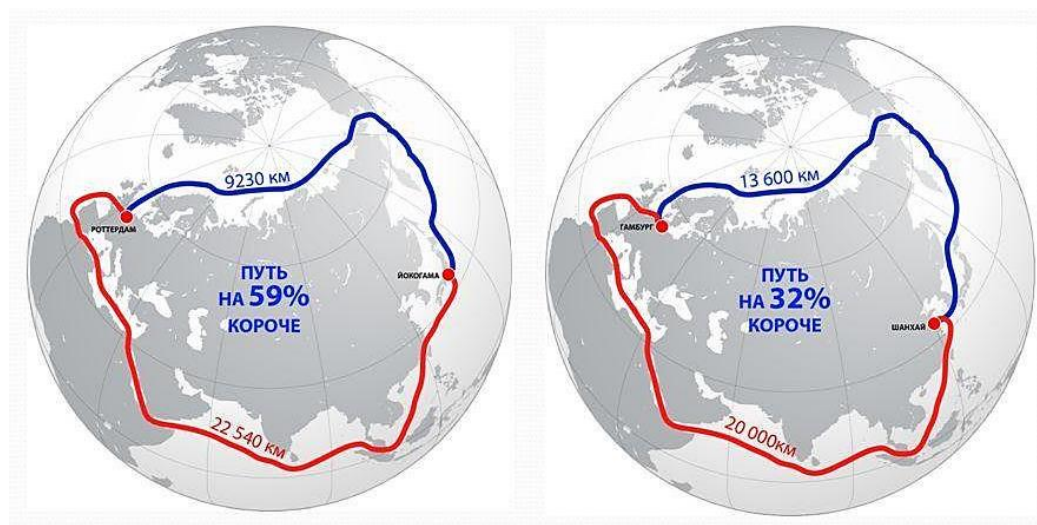 9230 км
РОТТЕРДАМ
ЙОКОГАМА
ПУТЬ
НА 59%
КОРОЧЕ
22 540 км
13 600 км
ГАМБУРГ
ПУТЬ
НА 32%
КОРОЧЕ
ШАНХАЙ
20 000км